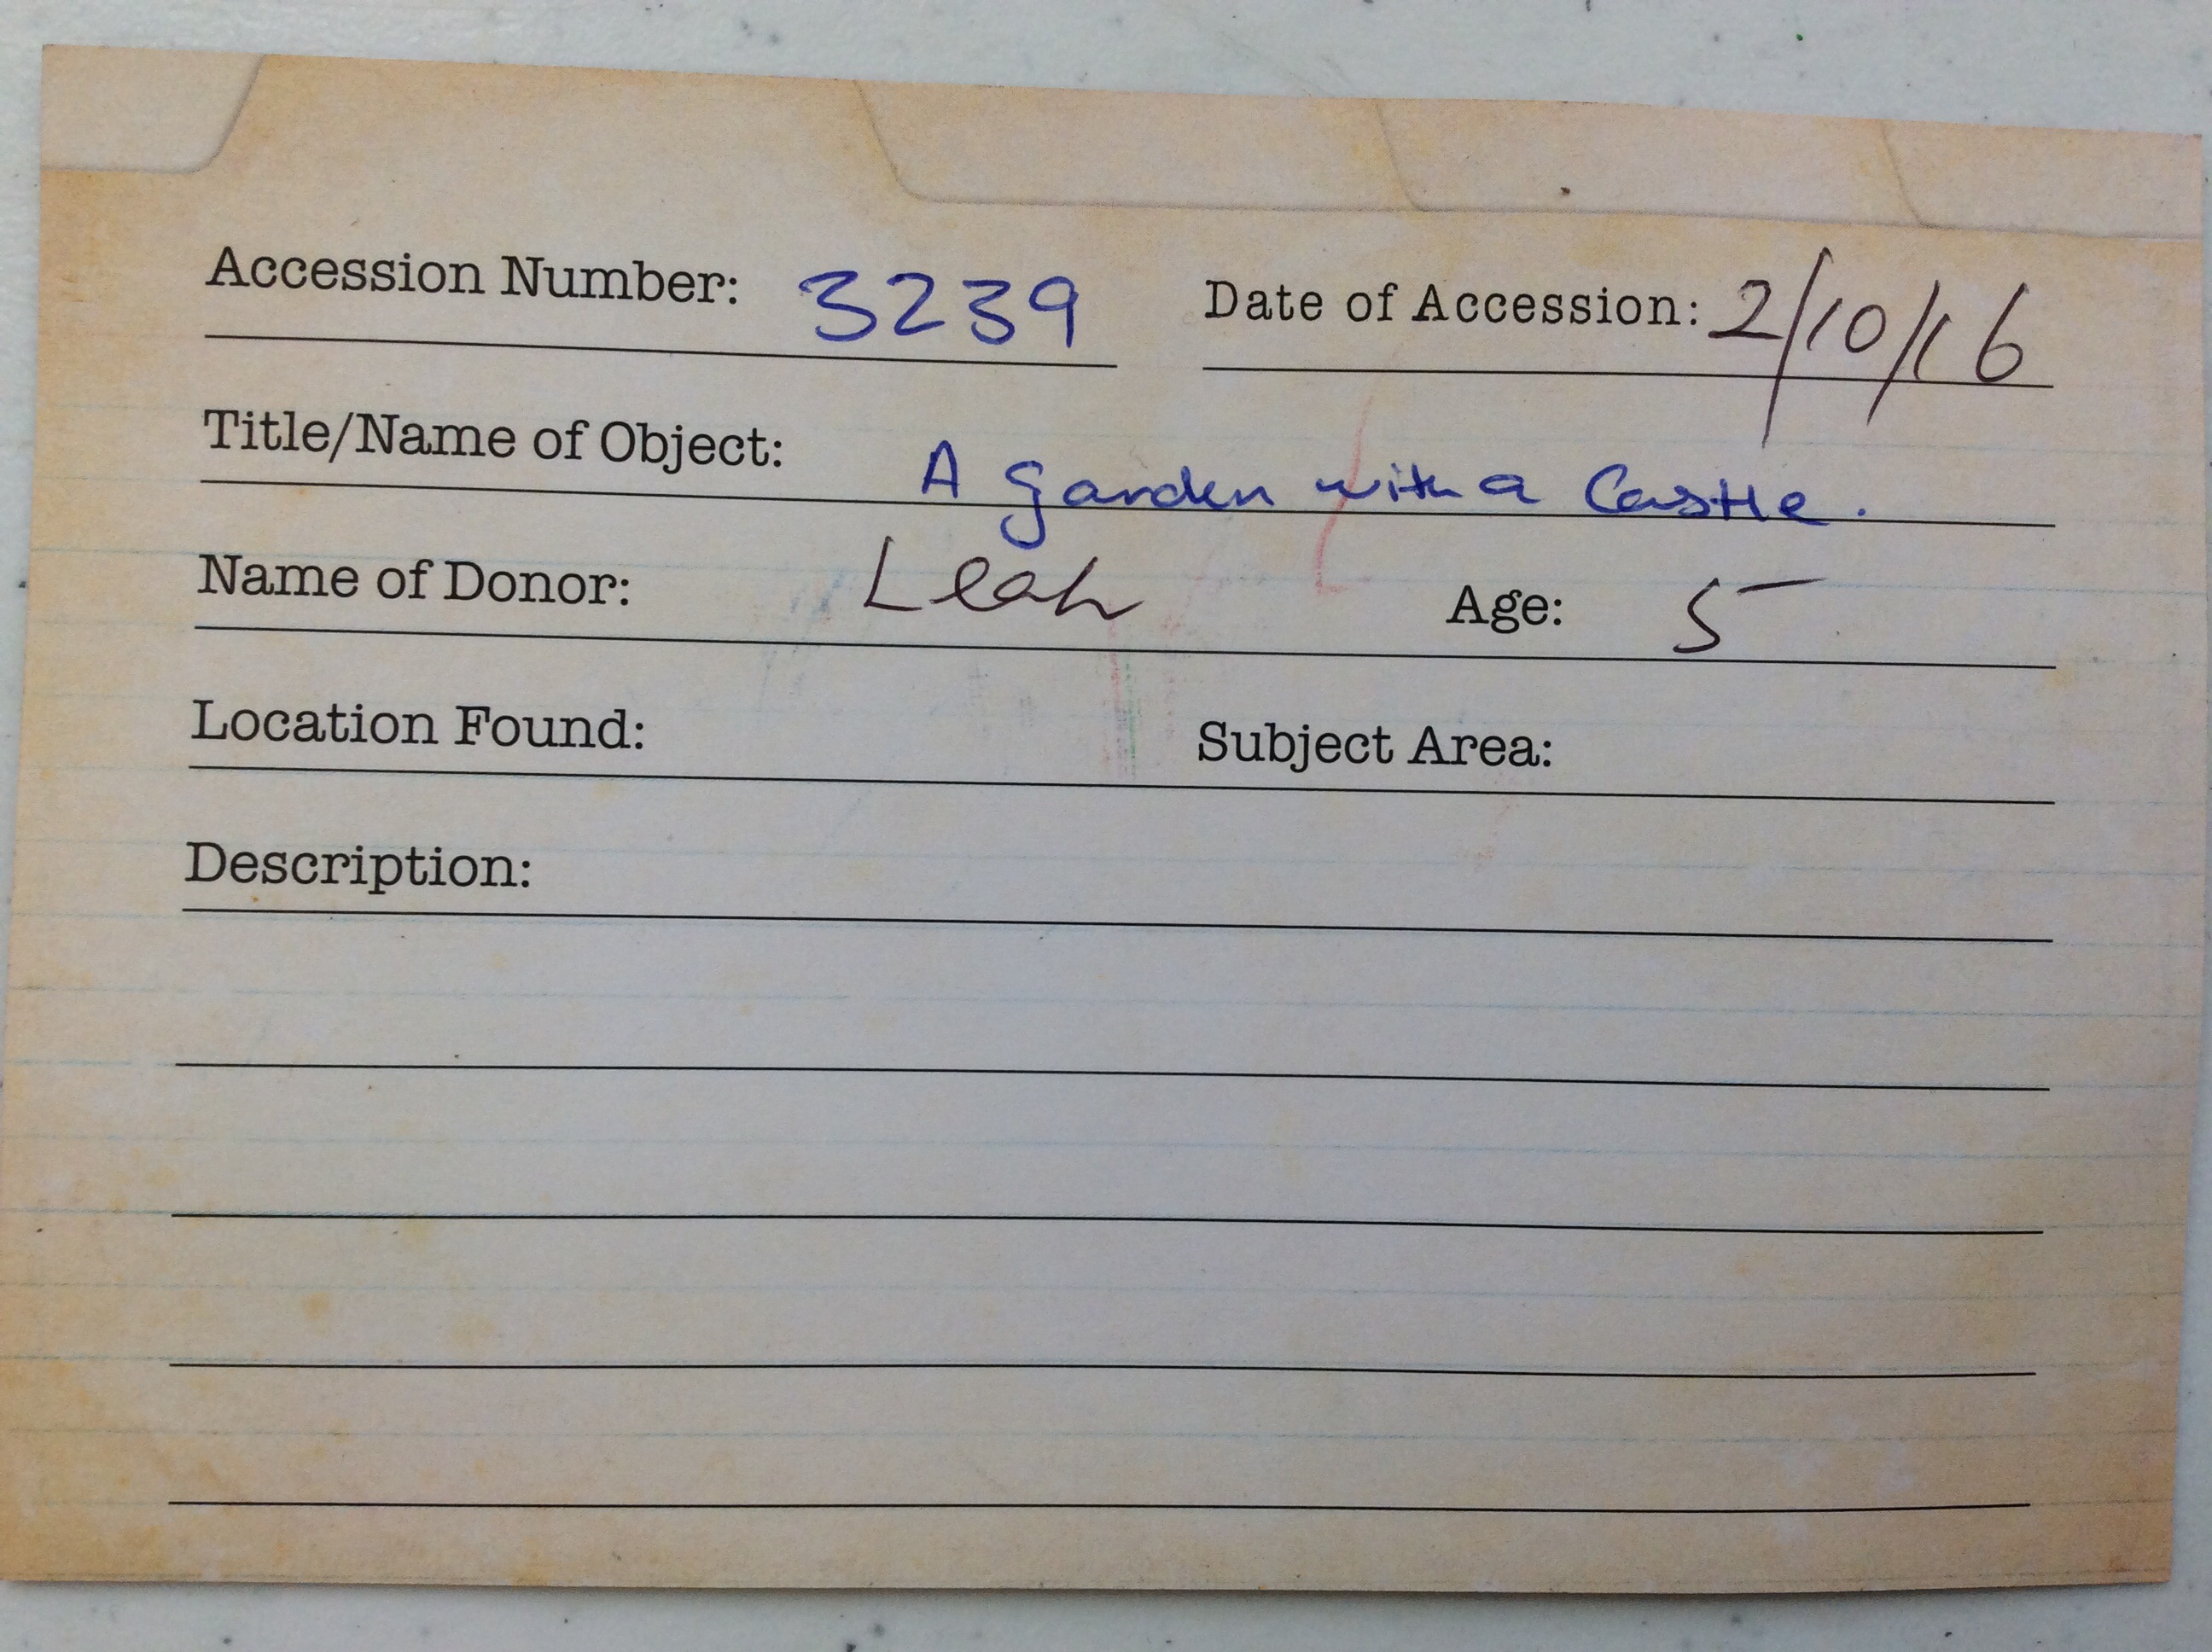 Accession Number: 3239 Date of Accession: 2/10/16
Title/Name of Object: A garden with a Castle.
Name of Donor: Leah Age: 5
Location Found: Subject Area:
Description: